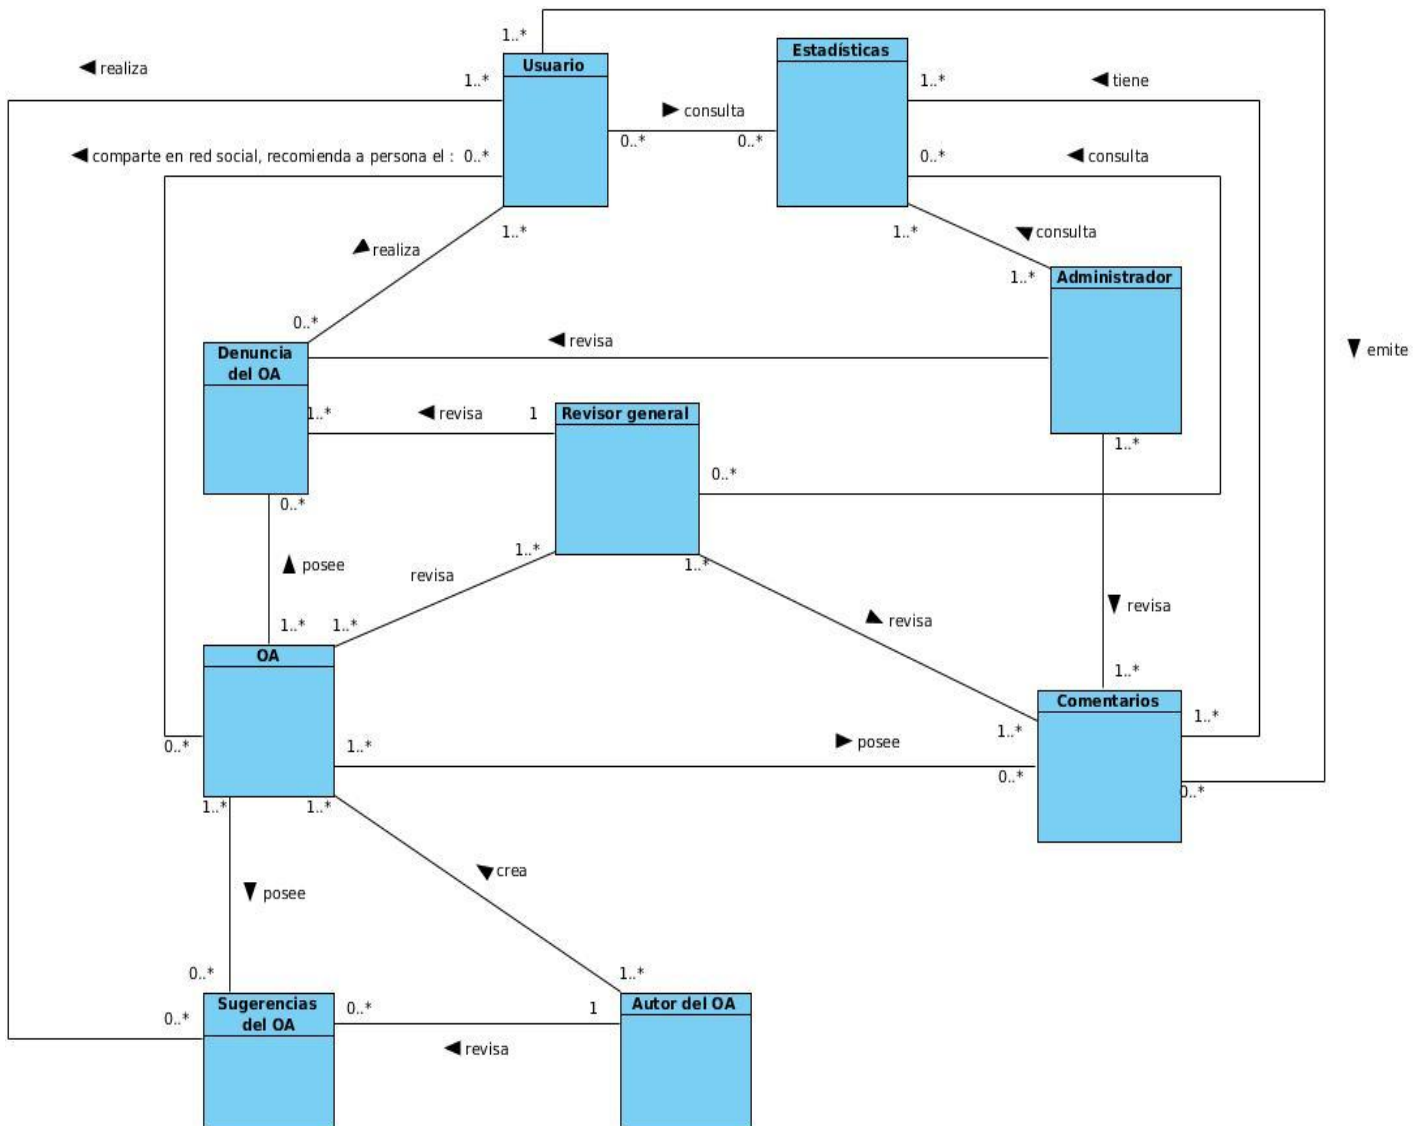 1..*
Usuario
Estadísticas
realiza
1..*
1..*
tiene
consulta
0..*
0..*
comparte en red social, recomienda a persona el :
0..*
0..*
consulta
1..*
1..*
consulta
realiza
1..*
Administrador
0..*
revisa
emite
Denuncia
del OA
1..*
revisa
1
Revisor general
1..*
0..*
0..*
1..*
1..*
posee
revisa
revisa
revisa
1..*
1..*
OA
1..*
Comentarios
1..*
1..*
0..*
1..*
posee
0..*
0..*
1..*
1..*
crea
posee
0..*
1..*
Sugerencias
del OA
Autor del OA
0..*
0..*
1
revisa